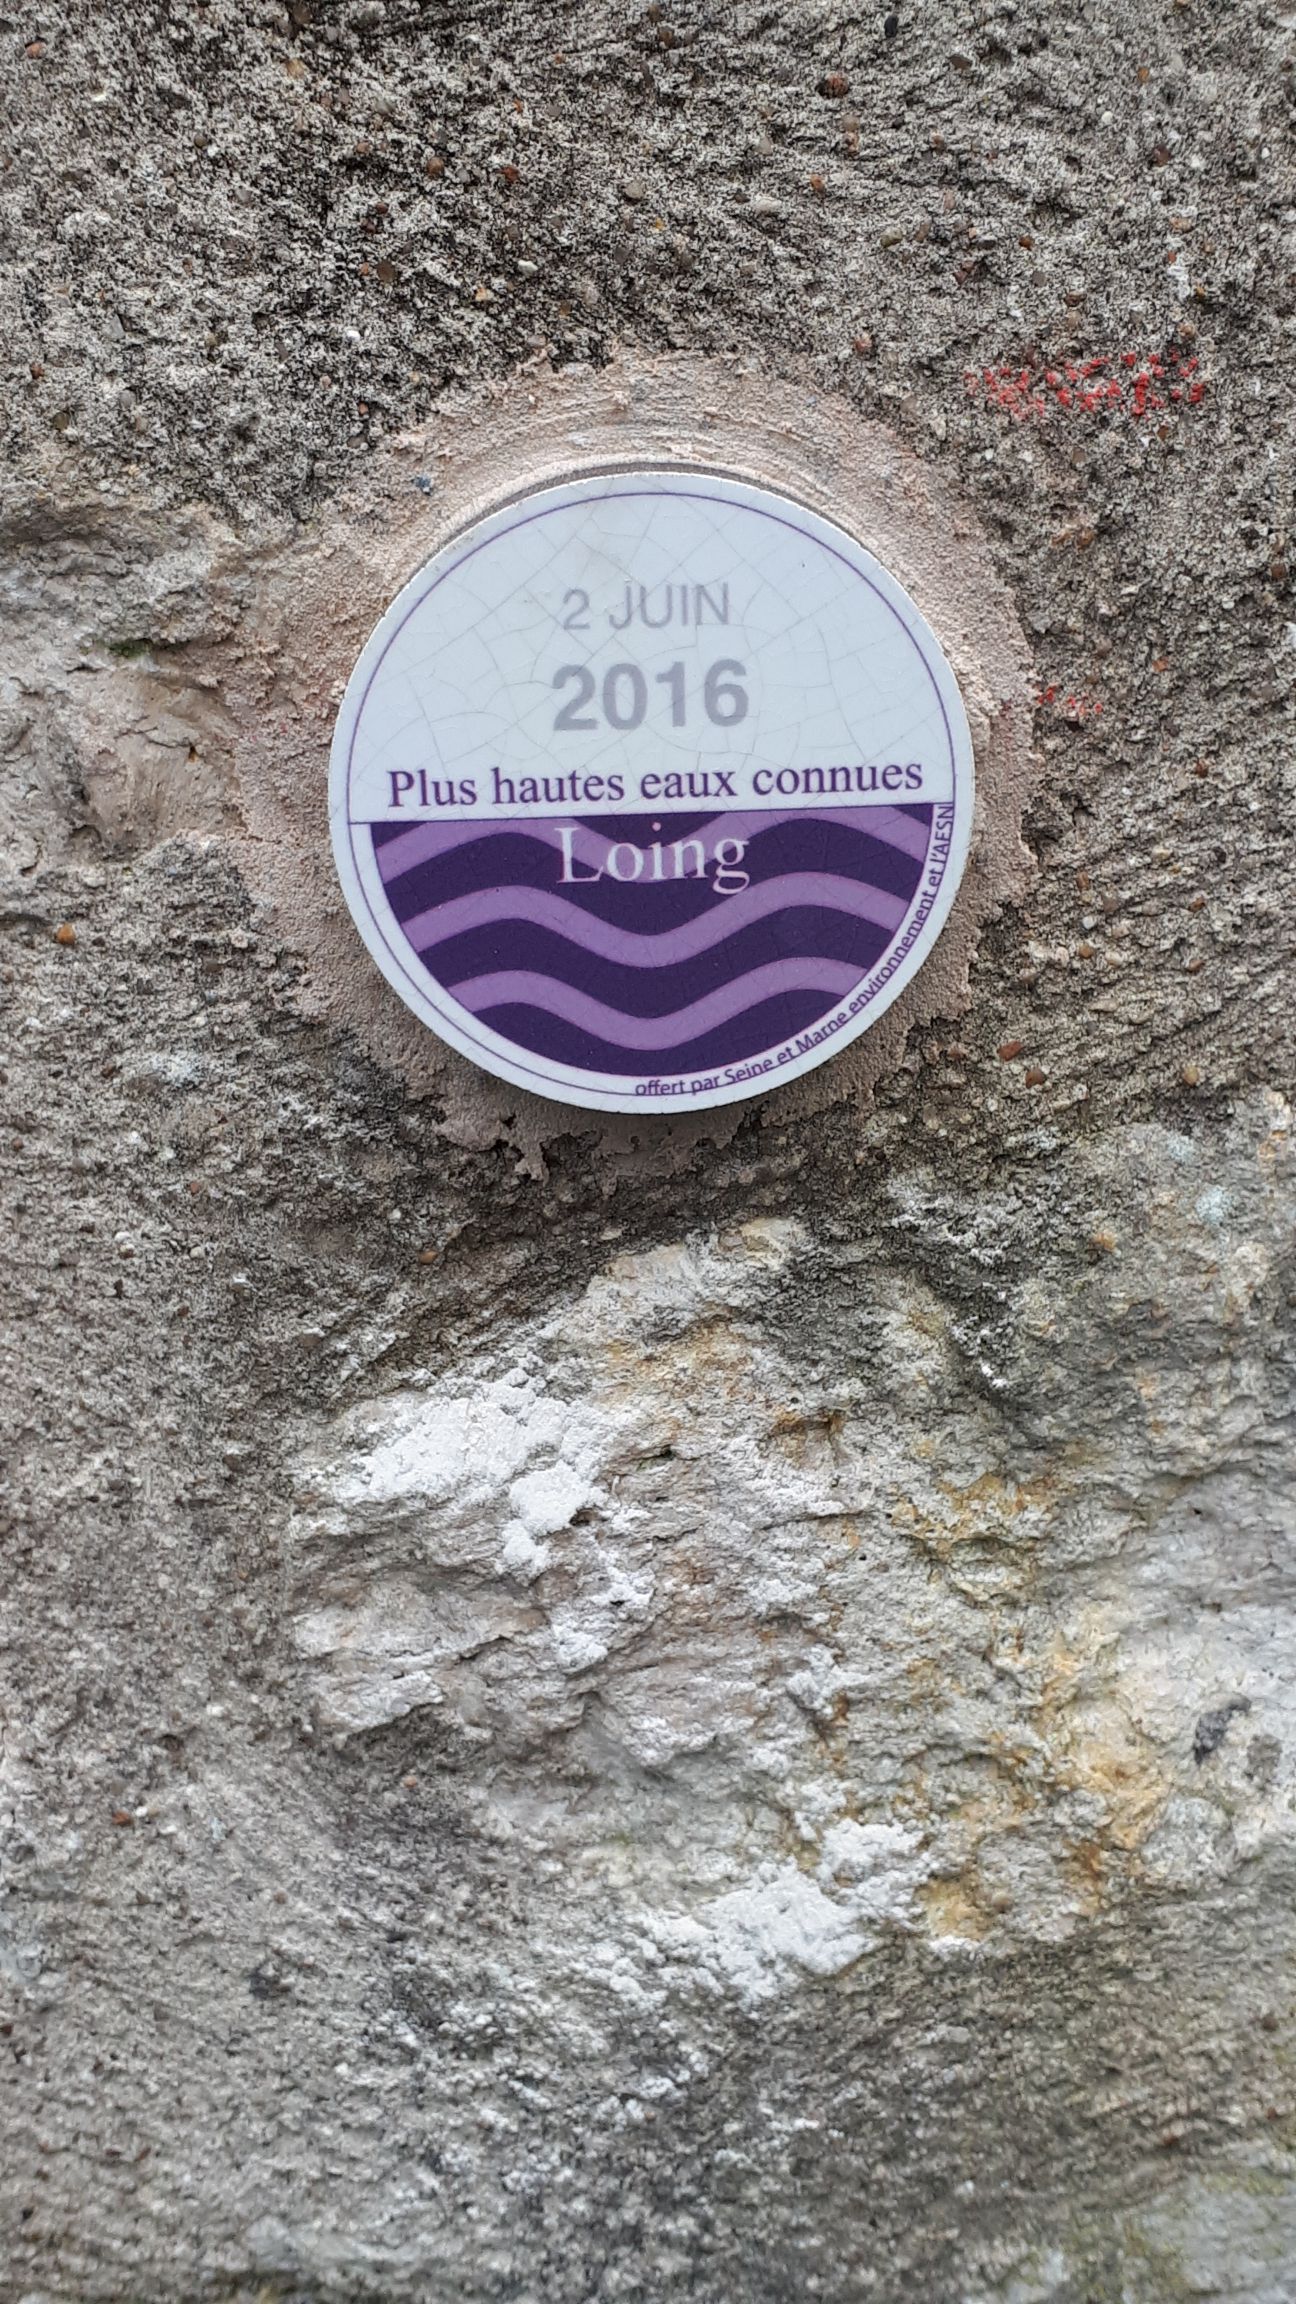 2 JUIN
2016
Plus hautes eaux connues
Loing
offert par Seine et Marne environnement et l'AESN